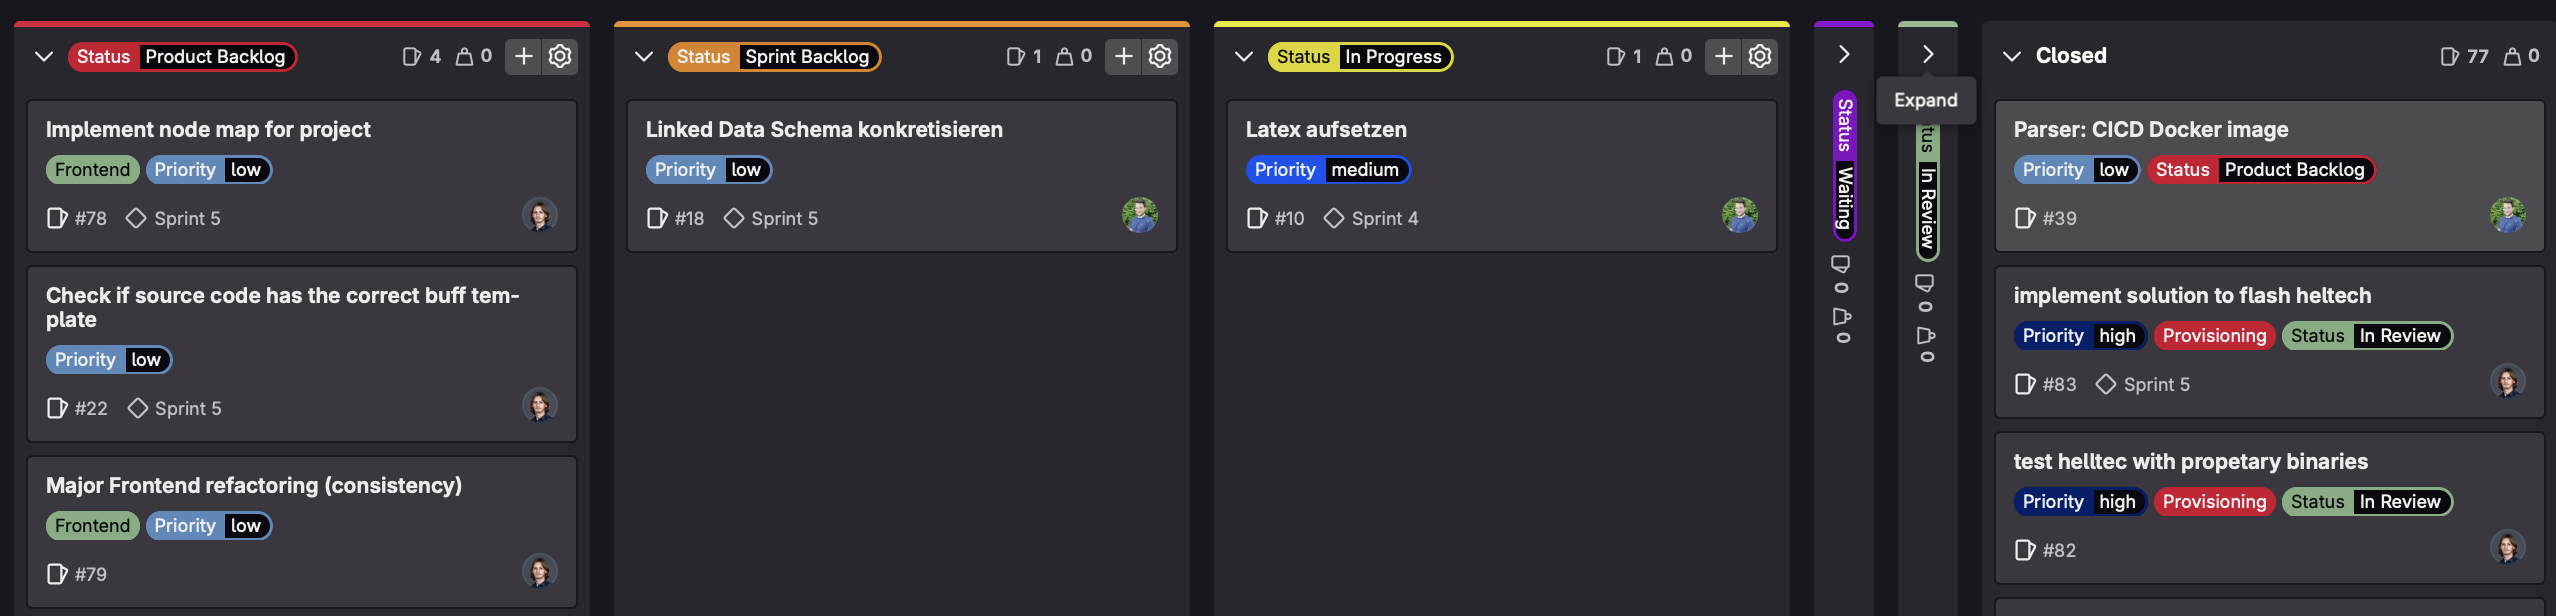 Status Product Backlog 4 0
Implement node map for project
Frontend Priority low
#78 Sprint 5
Check if source code has the correct buff tem-
plate
Priority low
#22 Sprint 5
Major Frontend refactoring (consistency)
Frontend Priority low
#79
Status Sprint Backlog 1 0
Linked Data Schema konkretisieren
Priority low
#18 Sprint 5
Status In Progress 1 0
Latex aufsetzen
Priority medium
#10 Sprint 4
Status Waiting 0 0
Expand
tus In Review 0 0
Closed 77 0
Parser: CICD Docker image
Priority low Status Product Backlog
#39
implement solution to flash heltech
Priority high Provisioning Status In Review
#83 Sprint 5
test helltec with propetary binaries
Priority high Provisioning Status In Review
#82